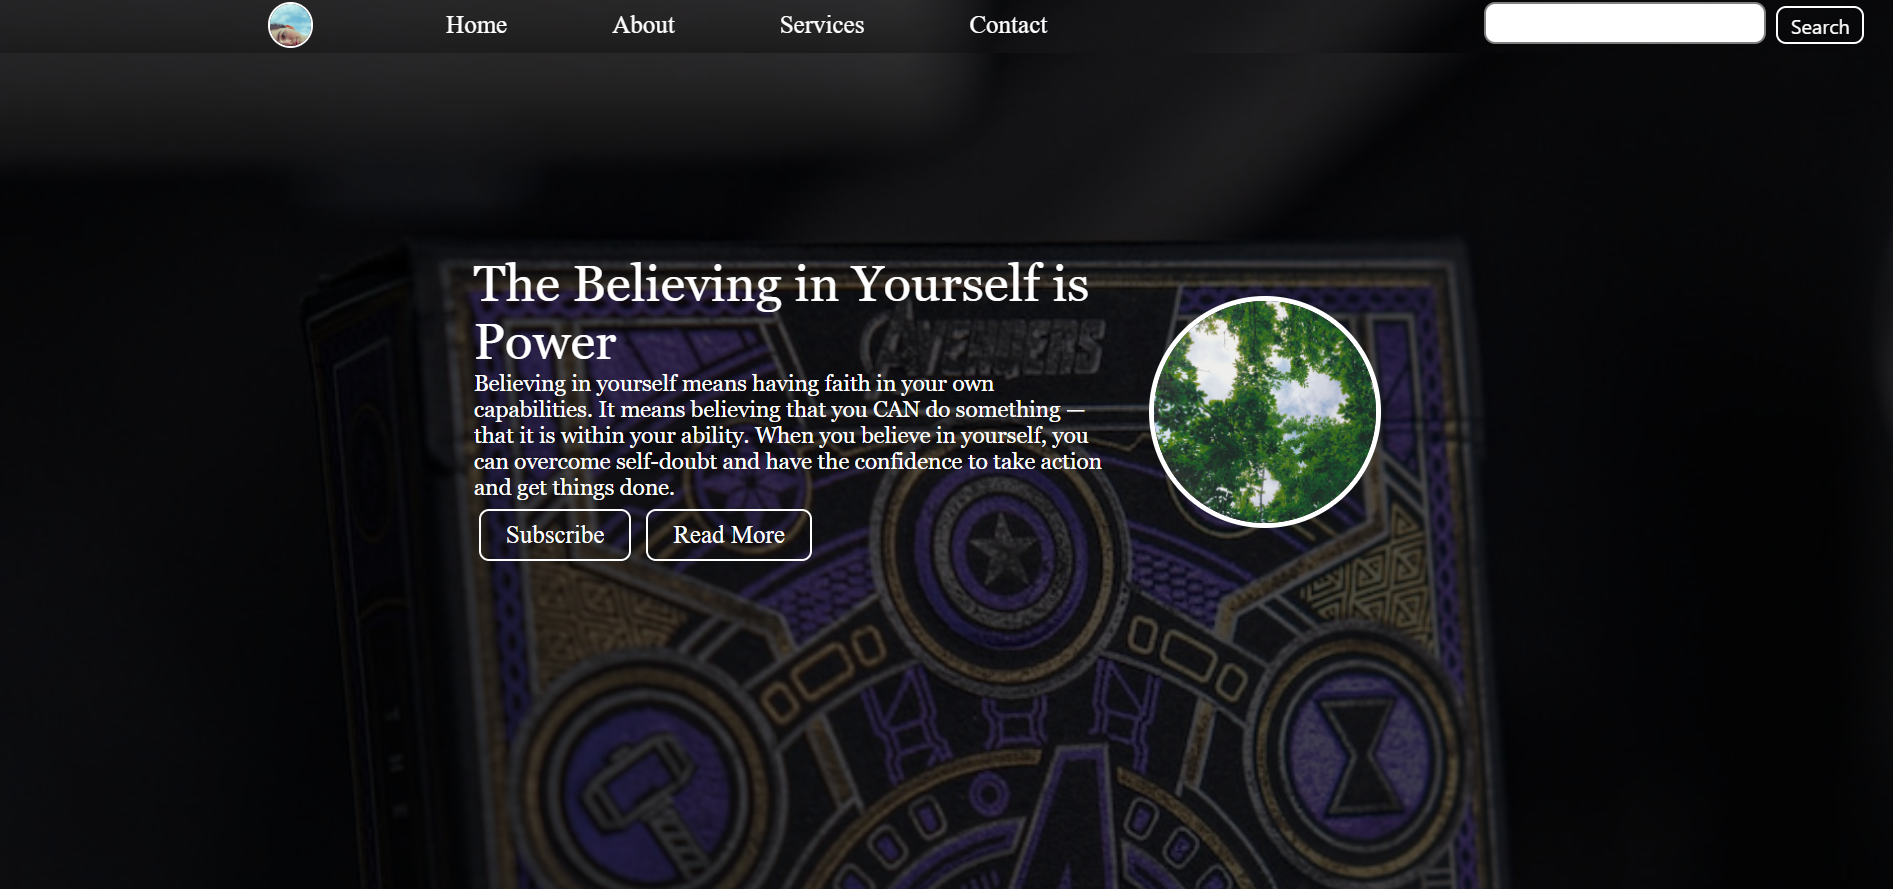 Home
About
Services
Contact
Search
The Believing in Yourself is
Power
AVENGERS
Believing in yourself means having faith in your own
capabilities. It means believing that you CAN do something —
that it is within your ability. When you believe in yourself, you
can overcome self-doubt and have the confidence to take action
and get things done.
Subscribe
Read More
THE